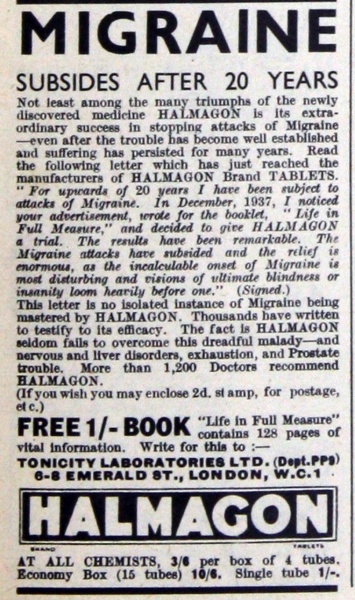 MIGRAINE
SUBSIDES AFTER 20 YEARS
Not least among the many triumphs of the newly
discovered medicine HALMAGON is its extra-
ordinary success in stopping attacks of Migraine
—even after the trouble has become well established
and suffering has persisted for many years. Read
the following letter which has just reached the
manufacturers of HALMAGON Brand TABLETS.
"For upwards of 20 years I have been subject to
attacks of Migraine. In December, 1937, I noticed
your advertisement, wrote for the booklet, "Life in
Full Measure," and decided to give HALMAGON
a trial. The results have been remarkable. The
Migraine attacks have subsided and the relief is
enormous, as the incalculable onset of Migraine is
most disturbing and visions of ultimate blindness or
insanity loom heavily before one." (Signed.)
This letter is no isolated instance of Migraine being
mastered by HALMAGON. Thousands have written
to testify to its efficacy. The fact is HALMAGON
seldom fails to overcome this dreadful malady—and
nervous and liver disorders, exhaustion, and Prostate
trouble. More than 1,200 Doctors recommend
HALMAGON.
(If you wish you may enclose 2d. stamp, for postage,
etc.)
FREE 1/- BOOK "Life in Full Measure"
contains 128 pages of
vital information. Write for this to :—
TONICITY LABORATORIES LTD. (Dept.PP9)
6-8 EMERALD ST., LONDON, W.C.1
HALMAGON
BRAND TABLETS
AT ALL CHEMISTS, 3/6 per box of 4 tubes.
Economy Box (15 tubes) 10/6. Single tube 1/-.